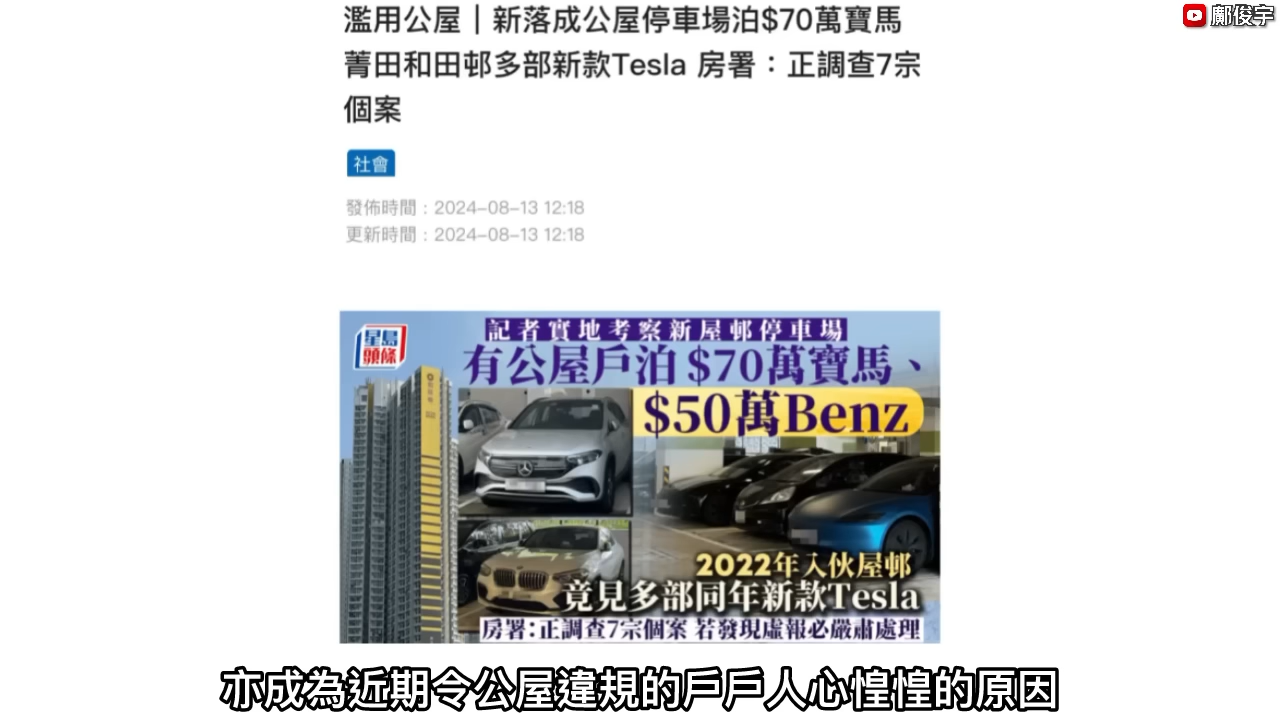 鄺俊宇
濫用公屋｜新落成公屋停車場泊$70萬寶馬
菁田和田邨多部新款Tesla 房署：正調查7宗
個案
社會
發佈時間：2024-08-13 12:18
更新時間：2024-08-13 12:18
星島
頭條
記者實地考察新屋邨停車場
有公屋戶泊$70萬寶馬、
$50萬Benz
2022年入伙屋邨
竟見多部同年新款Tesla
房署：正調查7宗個案 若發現虛報必嚴肅處理
亦成為近期令公屋違規的戶戶人心惶惶的原因